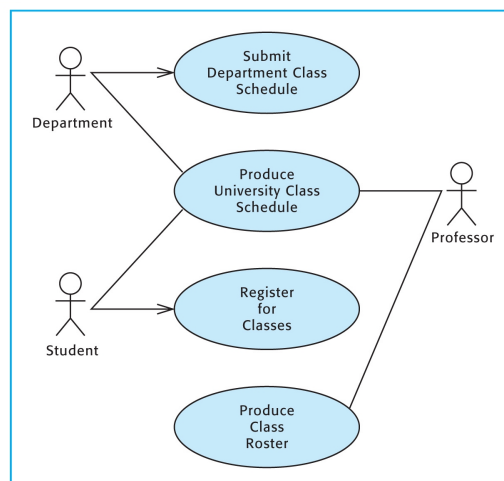 Submit
Department Class
Schedule
Department
Produce
University Class
Schedule
Professor
Register
for
Classes
Student
Produce
Class
Roster